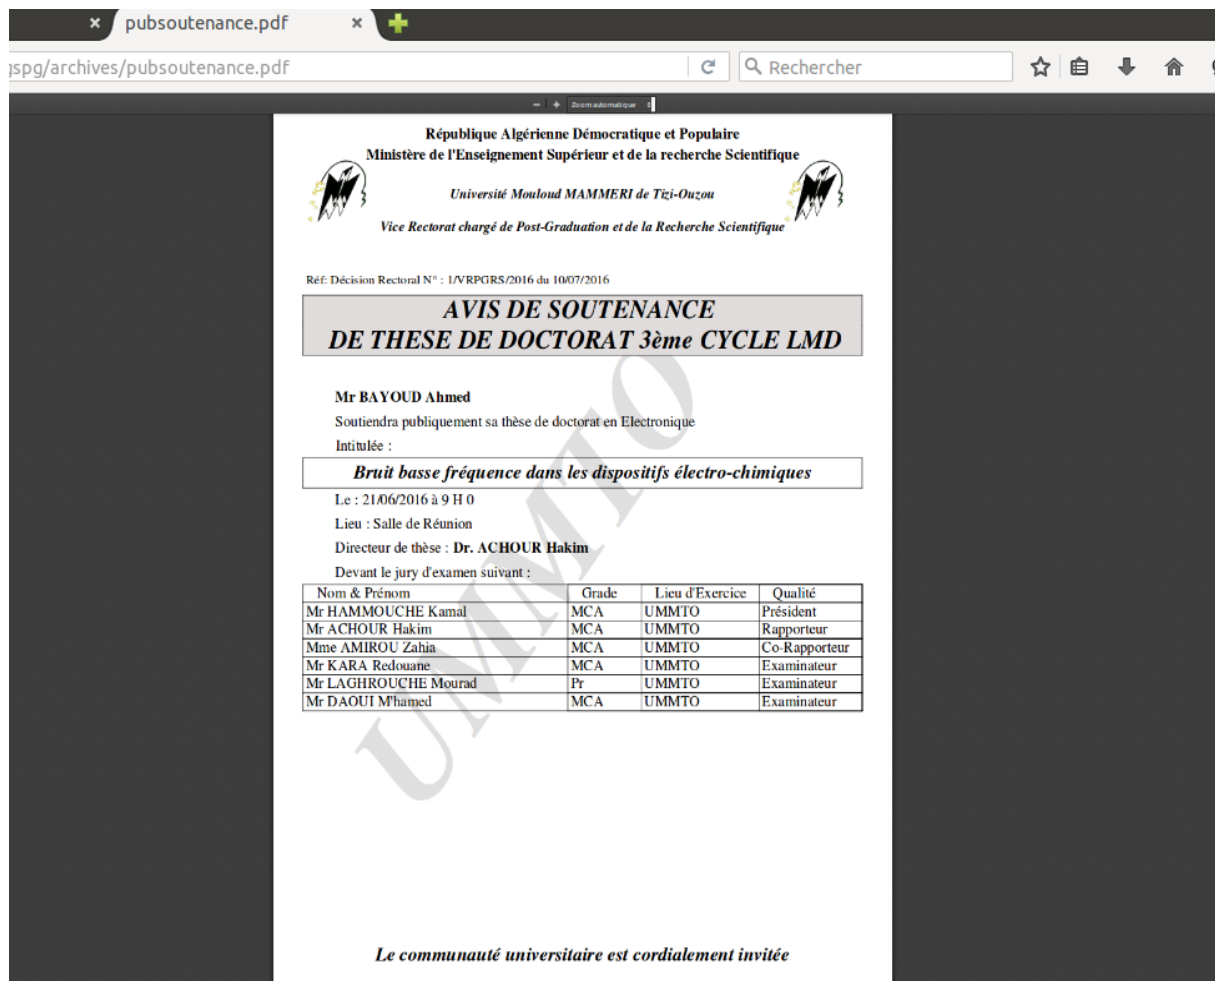 pubsoutenance.pdf
gspg/archives/pubsoutenance.pdf
Rechercher
Zoom automatique
République Algérienne Démocratique et Populaire
Ministère de l'Enseignement Supérieur et de la recherche Scientifique
Université Mouloud MAMMERI de Tizi-Ouzou
Vice Rectorat chargé de Post-Graduation et de la Recherche Scientifique
Réf: Décision Rectoral N° : 1/VRPGRS/2016 du 10/07/2016
AVIS DE SOUTENANCE
DE THESE DE DOCTORAT 3ème CYCLE LMD
Mr BAYOUD Ahmed
Soutiendra publiquement sa thèse de doctorat en Electronique
Intitulée :
Bruit basse fréquence dans les dispositifs électro-chimiques
Le : 21/06/2016 à 9 H 0
Lieu : Salle de Réunion
Directeur de thèse : Dr. ACHOUR Hakim
Devant le jury d'examen suivant :
Nom & Prénom Grade Lieu d'Exercice Qualité
Mr HAMMOUCHE Kamal MCA UMMTO Président
Mr ACHOUR Hakim MCA UMMTO Rapporteur
Mme AMIROU Zahia MCA UMMTO Co-Rapporteur
Mr KARA Redouane MCA UMMTO Examinateur
Mr LAGHROUCHE Mourad Pr UMMTO Examinateur
Mr DAOUI M'hamed MCA UMMTO Examinateur
UMMTO
Le communauté universitaire est cordialement invitée